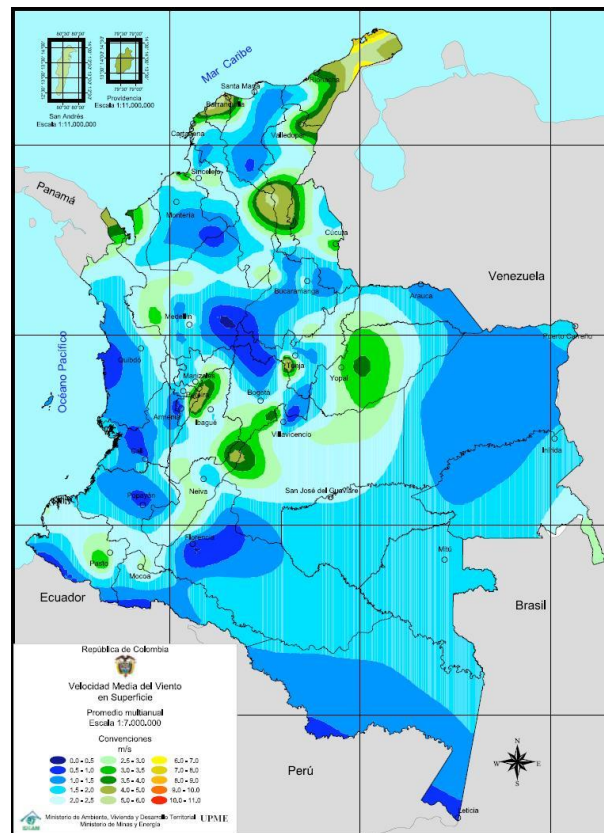 Mar Caribe
San Andrés
Escala 1:11.000.000
Providencia
Escala 1:11.000.000
Riohacha
Santa Marta
Barranquilla
Cartagena
Valledupar
Sincelejo
Panamá
Montería
Cúcuta
Venezuela
Bucaramanga
Arauca
Medellín
Puerto Carreño
Océano Pacífico
Quibdó
Tunja
Yopal
Manizales
Pereira
Bogotá
Armenia
Ibagué
Villavicencio
Inírida
Cali
Neiva
San José del Guaviare
Popayán
Florencia
Mitú
Pasto
Mocoa
Ecuador
Brasil
República de Colombia
Velocidad Media del Viento
en Superficie
Promedio multianual
Escala 1:7.000.000
Convenciones
m/s
0.0 - 0.5 2.5 - 3.0 6.0 - 7.0
0.5 - 1.0 3.0 - 3.5 7.0 - 8.0
1.0 - 1.5 3.5 - 4.0 8.0 - 9.0
1.5 - 2.0 4.0 - 5.0 9.0 - 10.0
2.0 - 2.5 5.0 - 6.0 10.0 - 11.0
Ministerio de Ambiente, Vivienda y Desarrollo Territorial UPME
Ministerio de Minas y Energía
IDEAM
Perú
N
W E
S
Leticia